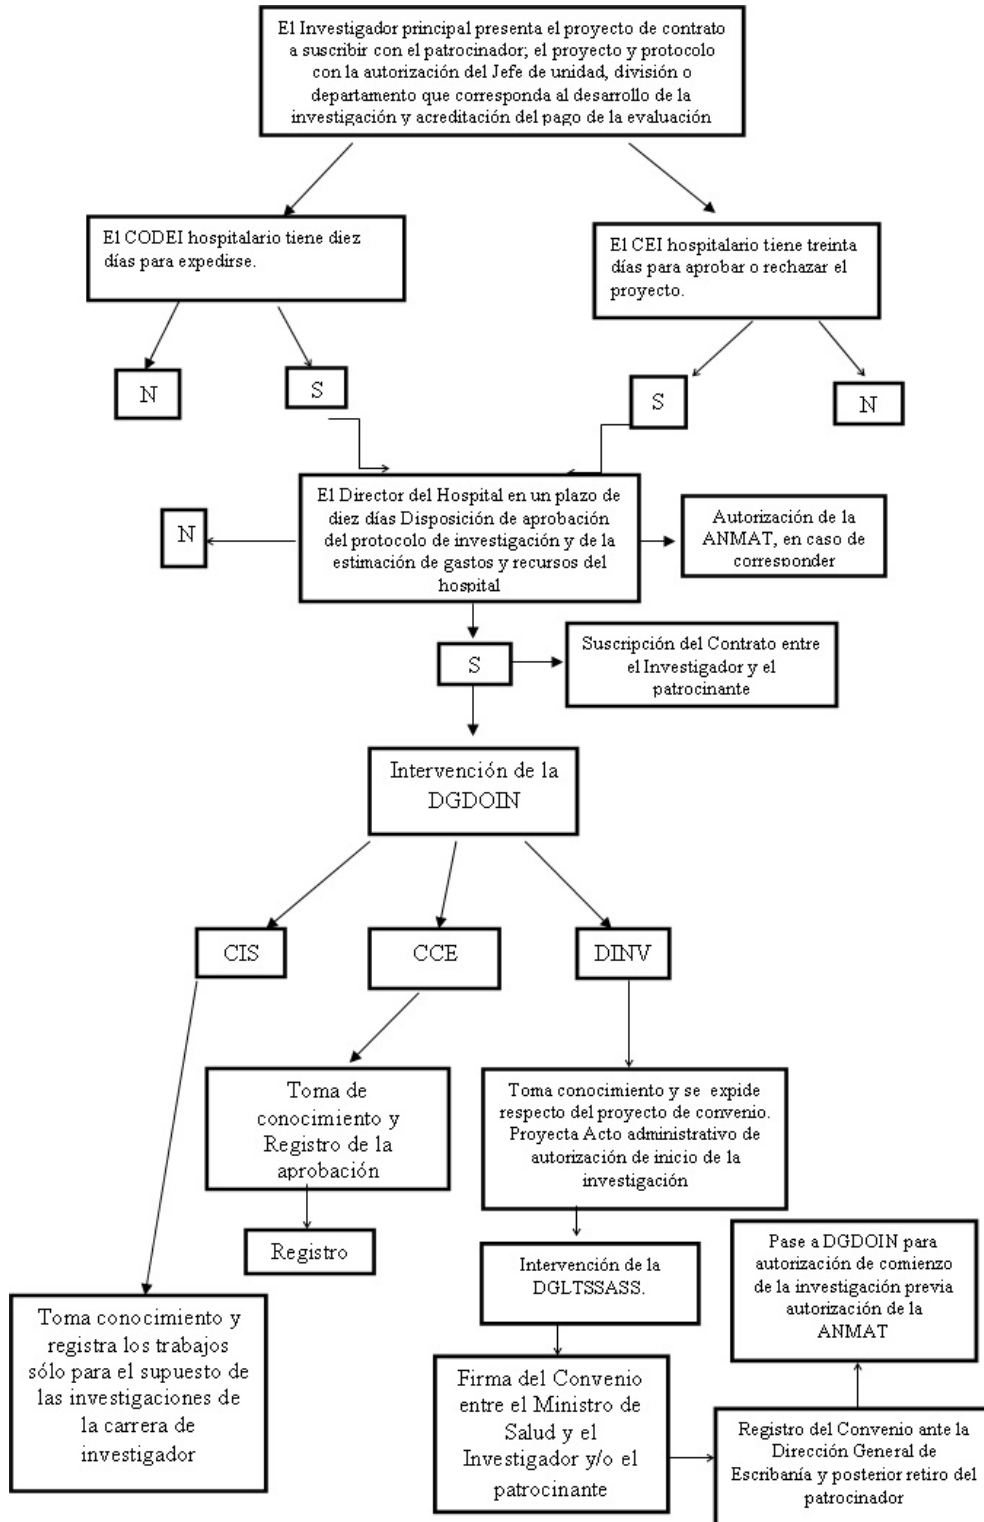 El Investigador principal presenta el proyecto de contrato
a suscribir con el patrocinador; el proyecto y protocolo
con la autorización del Jefe de unidad, división o
departamento que corresponda al desarrollo de la
investigación y acreditación del pago de la evaluación
El CODEI hospitalario tiene diez
días para expedirse.
El CEI hospitalario tiene treinta
días para aprobar o rechazar el
proyecto.
N
S
S
N
El Director del Hospital en un plazo de
diez días Disposición de aprobación
del protocolo de investigación y de la
estimación de gastos y recursos del
hospital
N
Autorización de la
ANMAT, en caso de
corresponder
S
Suscripción del Contrato entre
el Investigador y el
patrocinante
Intervención de la
DGDOIN
CIS
CCE
DINV
Toma de
conocimiento y
Registro de la
aprobación
Toma conocimiento y se expide
respecto del proyecto de convenio.
Proyecta Acto administrativo de
autorización de inicio de la
investigación
Registro
Intervención de la
DGLTSSASS.
Pase a DGDOIN para
autorización de comienzo
de la investigación previa
autorización de la
ANMAT
Toma conocimiento y
registra los trabajos
sólo para el supuesto de
las investigaciones de
la carrera de
investigador
Firma del Convenio
entre el Ministro de
Salud y el
Investigador y/o el
patrocinante
Registro del Convenio ante la
Dirección General de
Escribanía y posterior retiro del
patrocinador